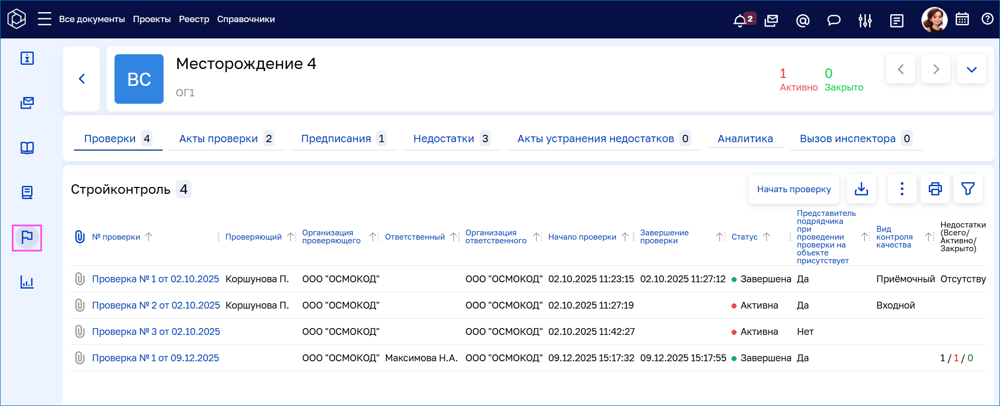 Все документы Проекты Реестр Справочники 2
ВС
Месторождение 4
ОГ1
1 Активно
0 Закрыто
Проверки 4 Акты проверки 2 Предписания 1 Недостатки 3 Акты устранения недостатков 0 Аналитика Вызов инспектора 0
Стройконтроль 4
Начать проверку
№ проверки
Проверяющий
Организация
проверяющего
Ответственный
Организация
ответственного
Начало проверки
Завершение
проверки
Статус
Представитель
подрядчика
при
проведении
проверки на
объекте
присутствует
Вид
контроля
качества
Недостатки
(Всего/
Активно/
Закрыто)
Проверка № 1 от 02.10.2025 Коршунова П. ООО "ОСМОКОД" ООО "ОСМОКОД" 02.10.2025 11:23:15 02.10.2025 11:27:12 Завершена Да Приёмочный Отсутству
Проверка № 2 от 02.10.2025 Коршунова П. ООО "ОСМОКОД" ООО "ОСМОКОД" 02.10.2025 11:27:19 Активна Да Входной
Проверка № 3 от 02.10.2025 ООО "ОСМОКОД" ООО "ОСМОКОД" 02.10.2025 11:42:27 Активна Нет
Проверка № 1 от 09.12.2025 ООО "ОСМОКОД" Максимова Н.А. ООО "ОСМОКОД" 09.12.2025 15:17:32 09.12.2025 15:17:55 Завершена Да 1 / 1 / 0